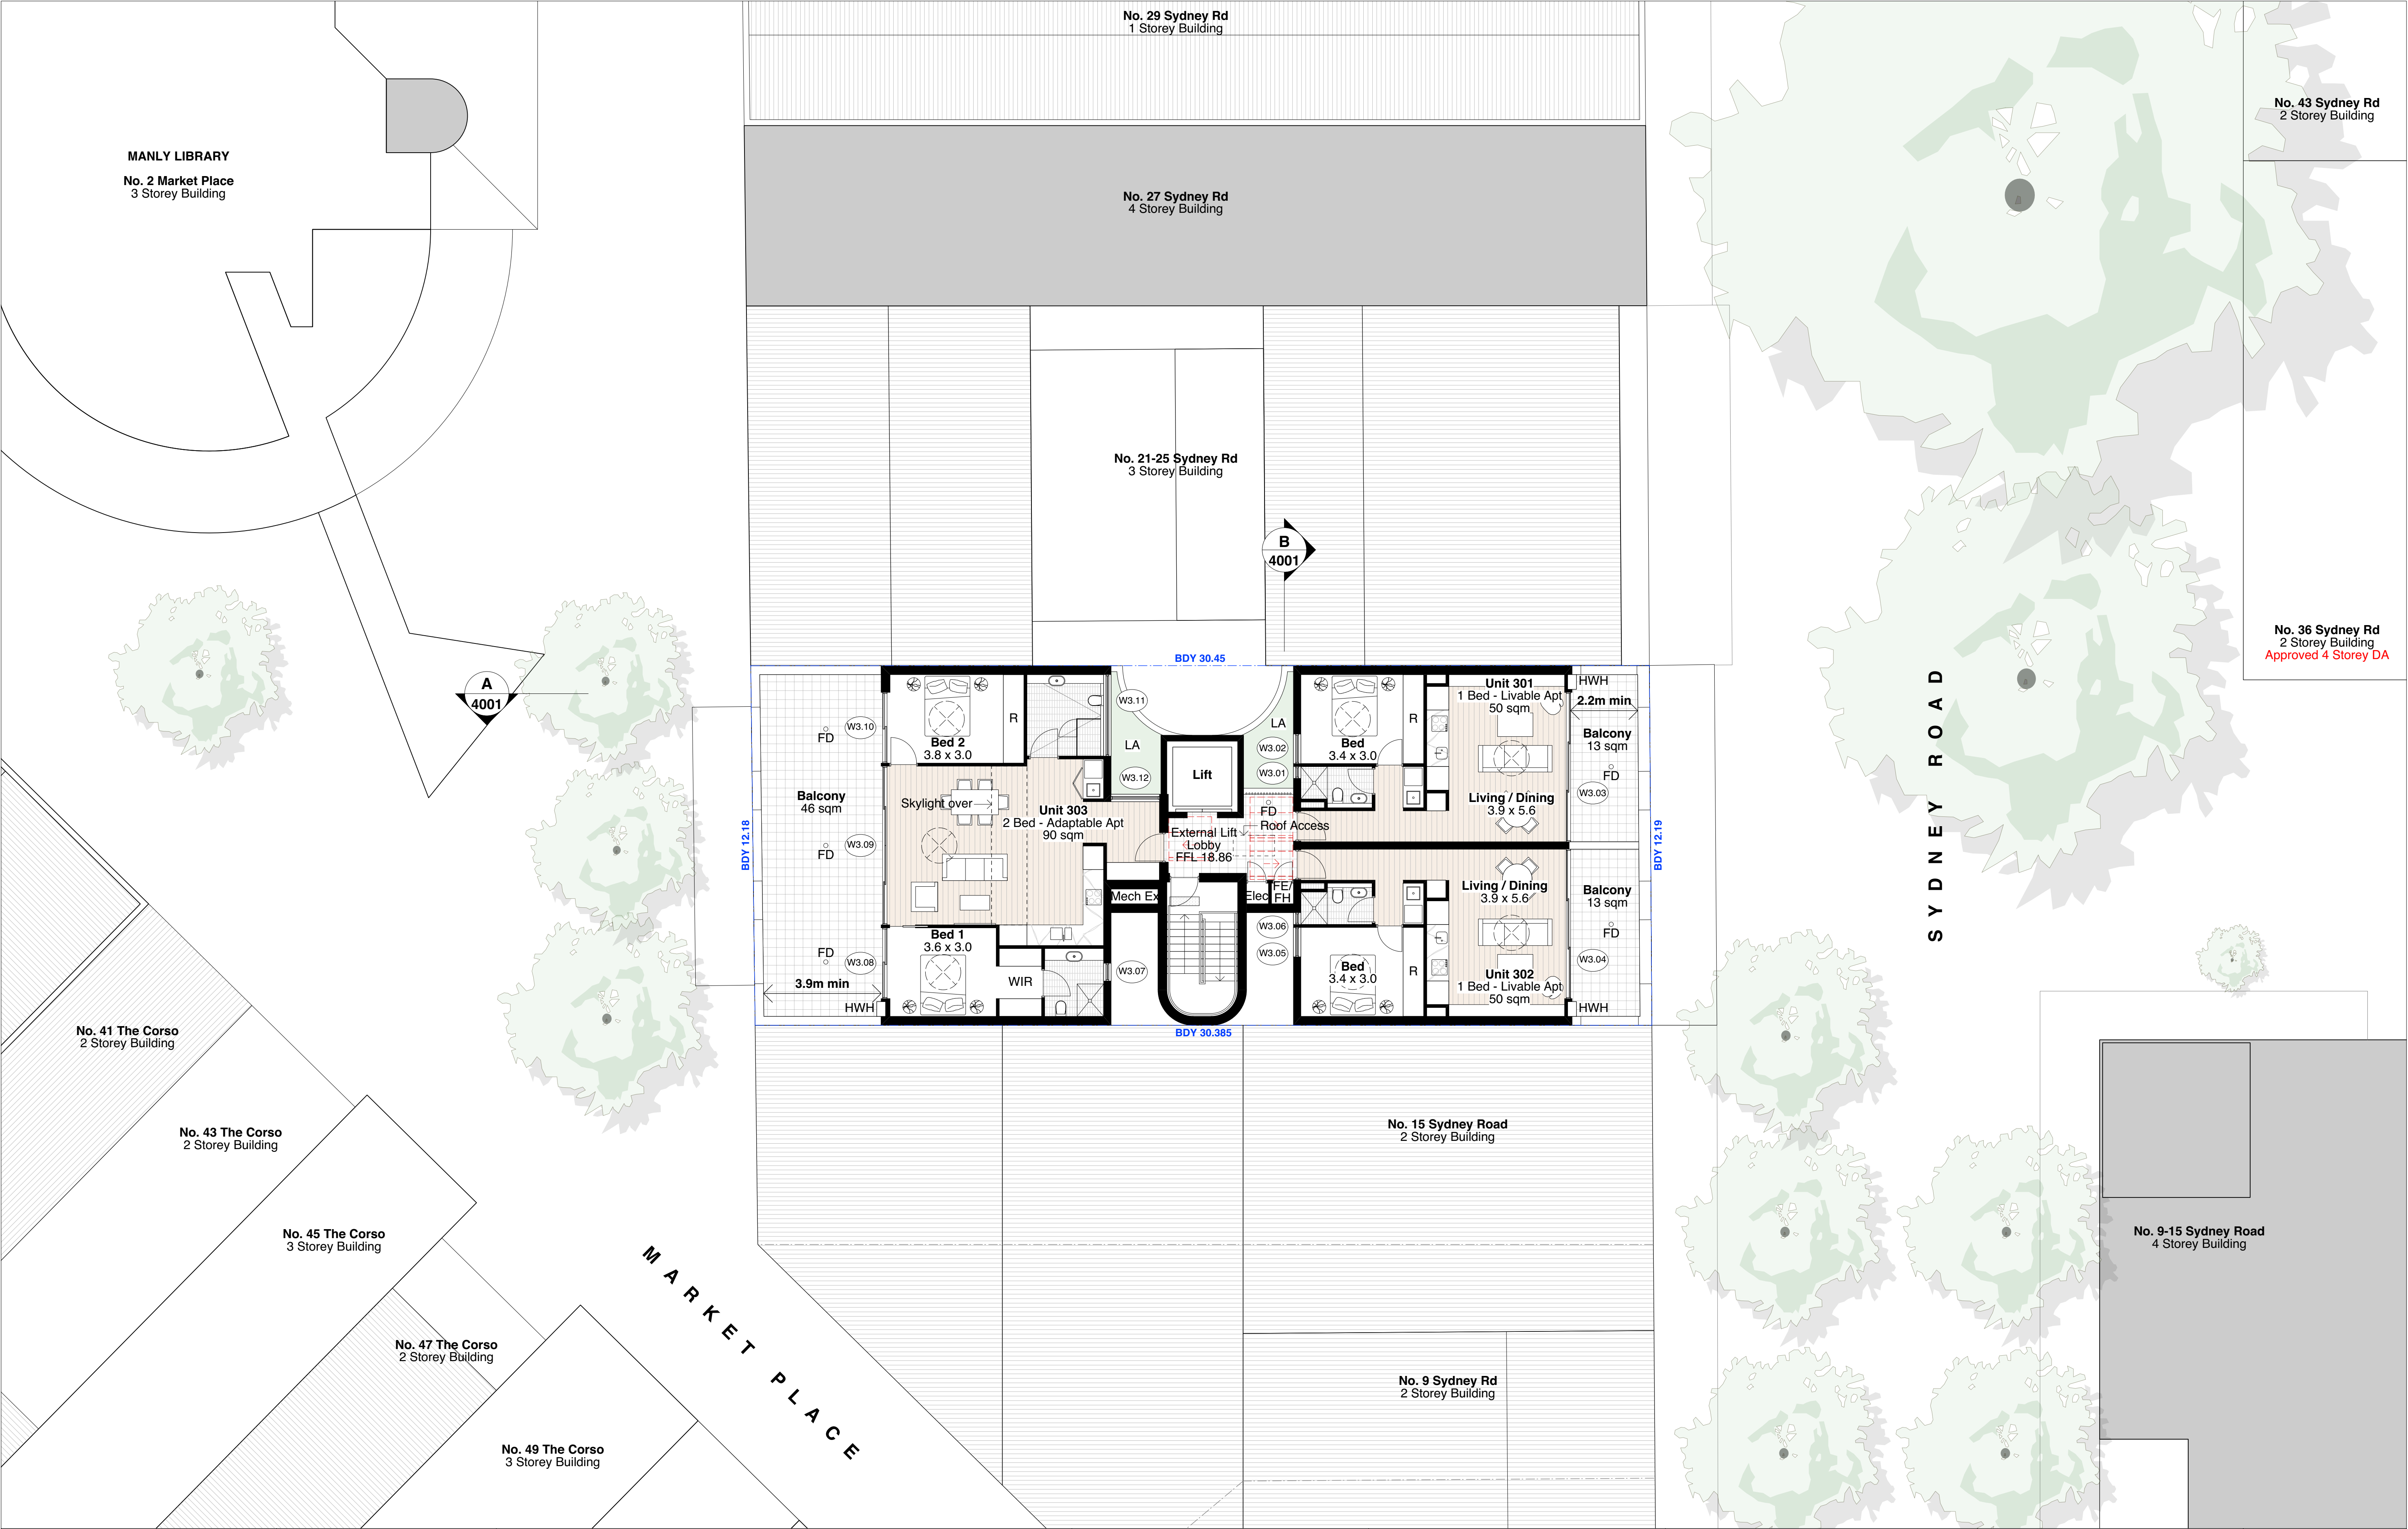 No. 29 Sydney Rd
1 Storey Building
No. 43 Sydney Rd
2 Storey Building
MANLY LIBRARY
No. 2 Market Place
3 Storey Building
No. 27 Sydney Rd
4 Storey Building
No. 21-25 Sydney Rd
3 Storey Building
B
4001
No. 36 Sydney Rd
2 Storey Building
Approved 4 Storey DA
BDY 30.45
A
4001
BDY 12.18
Balcony
46 sqm
FD
FD
FD
W3.10
W3.09
W3.08
3.9m min
HWH
Bed 2
3.8 x 3.0
R
Skylight over
Unit 303
2 Bed - Adaptable Apt
90 sqm
Bed 1
3.6 x 3.0
WIR
W3.11
LA
W3.12
Lift
LA
W3.02
W3.01
FD
Roof Access
External Lift
Lobby
FFL 18.86
Mech Ex
Elec
FE/
FH
W3.07
W3.06
W3.05
Bed
3.4 x 3.0
R
Unit 301
1 Bed - Livable Apt
50 sqm
Living / Dining
3.9 x 5.6
HWH
2.2m min
Balcony
13 sqm
FD
W3.03
Living / Dining
3.9 x 5.6
Bed
3.4 x 3.0
R
Unit 302
1 Bed - Livable Apt
50 sqm
Balcony
13 sqm
FD
W3.04
HWH
BDY 12.19
BDY 30.385
SYDNEY ROAD
No. 41 The Corso
2 Storey Building
No. 43 The Corso
2 Storey Building
No. 45 The Corso
3 Storey Building
No. 47 The Corso
2 Storey Building
No. 49 The Corso
3 Storey Building
MARKET PLACE
No. 15 Sydney Road
2 Storey Building
No. 9 Sydney Rd
2 Storey Building
No. 9-15 Sydney Road
4 Storey Building